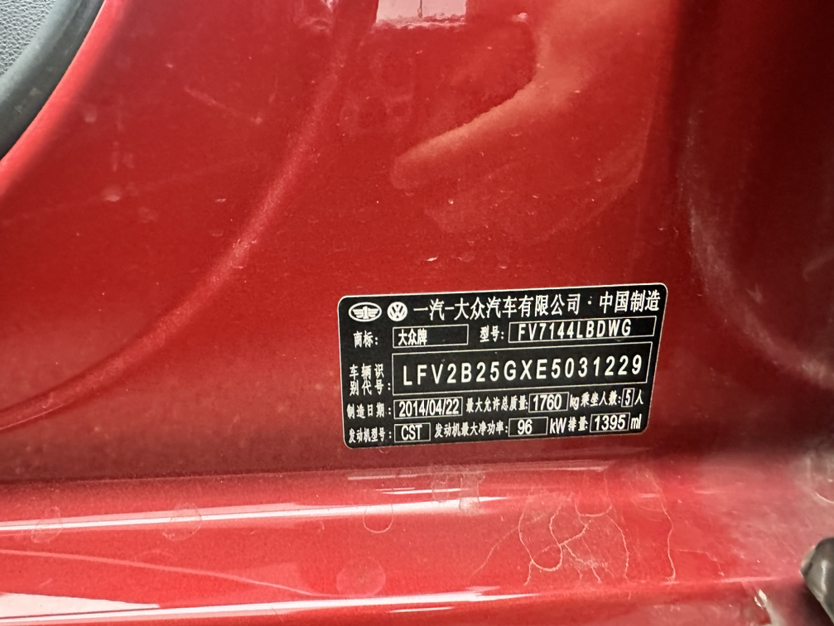 一汽-大众汽车有限公司·中国制造
商标: 大众牌 型号: FV7144LBDWG
车辆识别代号: LFV2B25GXE5031229
制造日期: 2014/04/22 最大允许总质量: 1760 kg 乘坐人数: 5 人
发动机型号: CST 发动机最大净功率: 96 kW 排量: 1395 ml